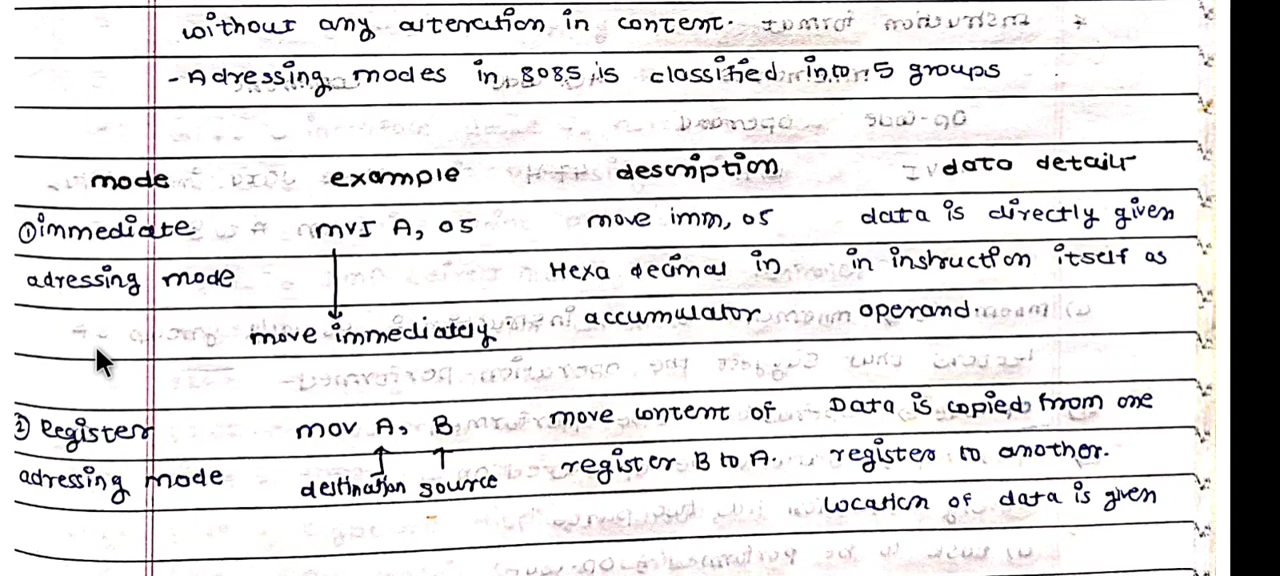 without any alteration in content.
- Adressing modes in 8085 is classified into 5 groups
mode example description data details
① immediate mvI A, 05 move imm, 05 data is directly given
adressing mode Hexa decimal in in instruction itself as
move immediately accumulator operand.
② Register mov A, B move content of Data is copied from one
adressing mode destination source register B to A. register to another.
location of data is given